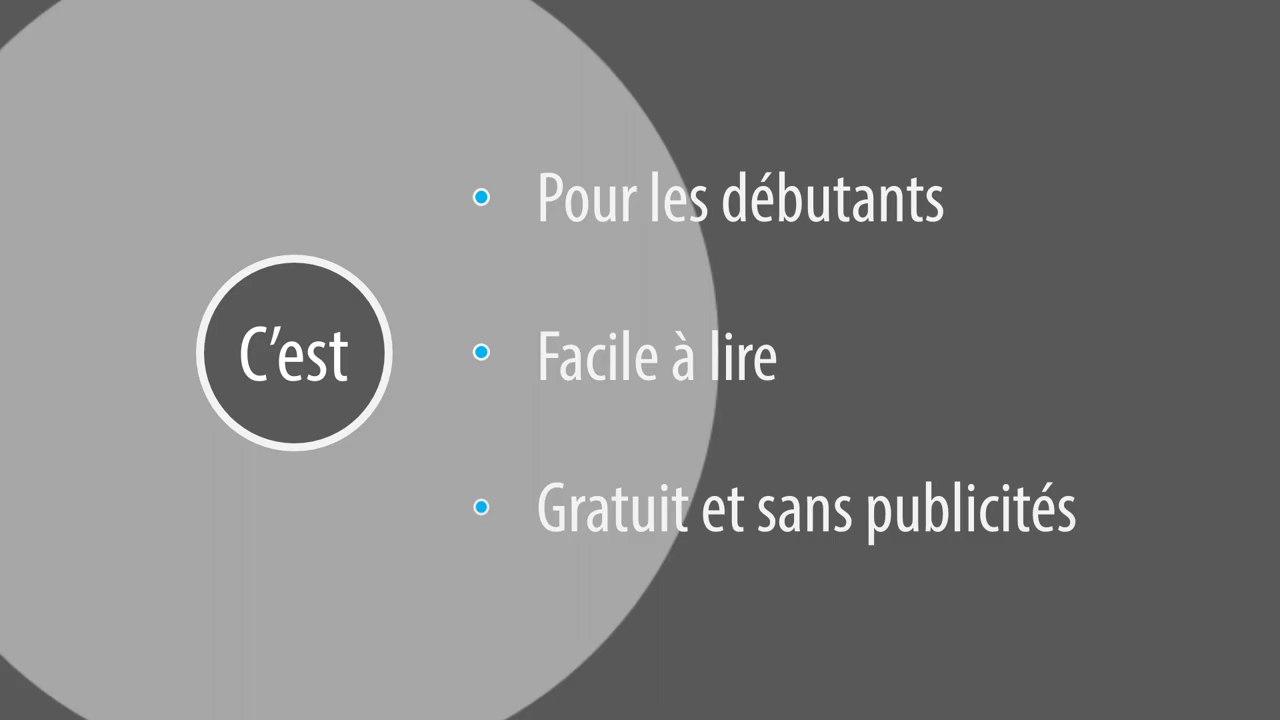 C’est
Pour les débutants
Facile à lire
Gratuit et sans publicités